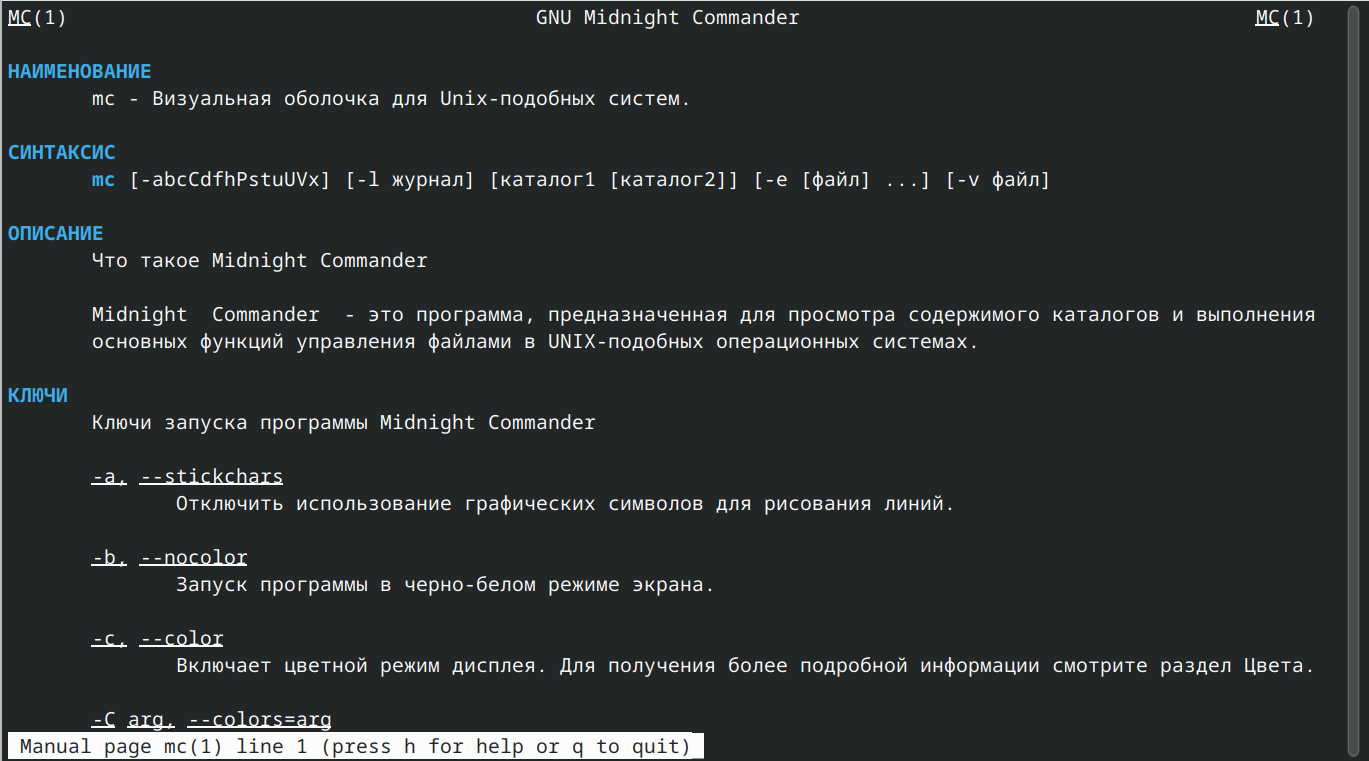 MC(1) GNU Midnight Commander MC(1)
НАИМЕНОВАНИЕ
mc - Визуальная оболочка для Unix-подобных систем.
СИНТАКСИС
mc [-abcCdfhPstuUVx] [-l журнал] [каталог1 [каталог2]] [-e [файл] ...] [-v файл]
ОПИСАНИЕ
Что такое Midnight Commander
Midnight Commander - это программа, предназначенная для просмотра содержимого каталогов и выполнения
основных функций управления файлами в UNIX-подобных операционных системах.
КЛЮЧИ
Ключи запуска программы Midnight Commander
-a, --stickchars
Отключить использование графических символов для рисования линий.
-b, --nocolor
Запуск программы в черно-белом режиме экрана.
-c, --color
Включает цветной режим дисплея. Для получения более подробной информации смотрите раздел Цвета.
-C arg, --colors=arg
Manual page mc(1) line 1 (press h for help or q to quit)